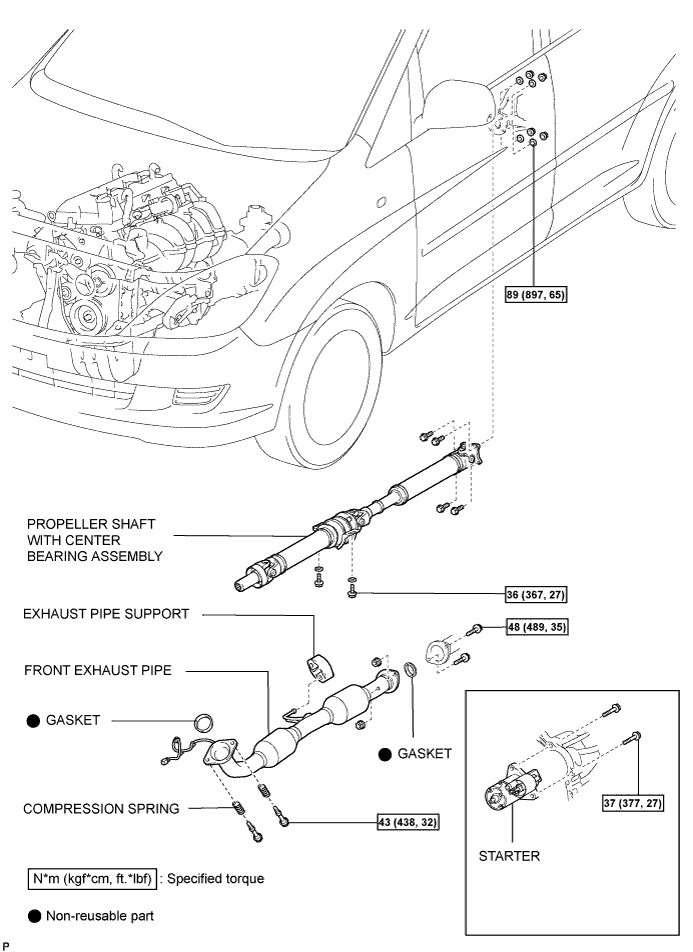 89 (897, 65)
PROPELLER SHAFT
WITH CENTER
BEARING ASSEMBLY
36 (367, 27)
EXHAUST PIPE SUPPORT
48 (489, 35)
FRONT EXHAUST PIPE
● GASKET
● GASKET
37 (377, 27)
COMPRESSION SPRING
43 (438, 32)
STARTER
N*m (kgf*cm, ft.*lbf) : Specified torque
● Non-reusable part
P